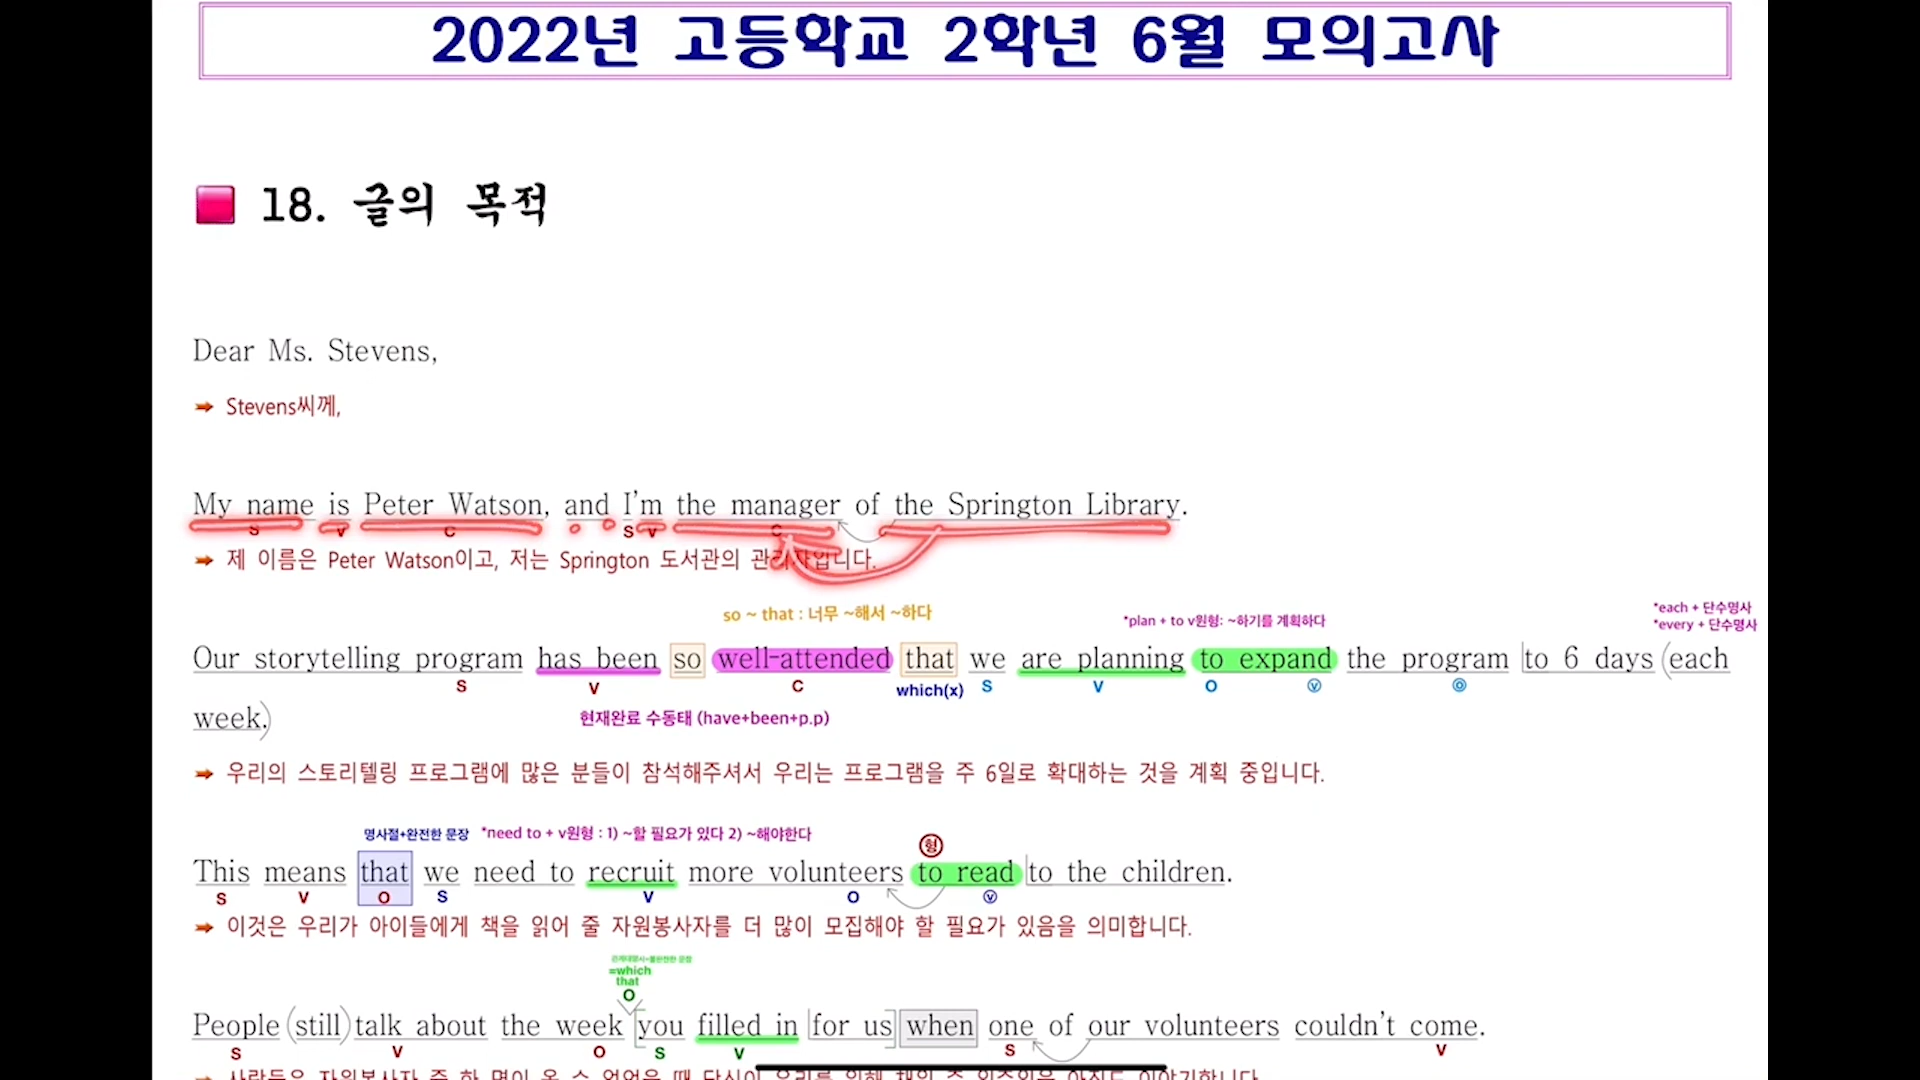 2022년 고등학교 2학년 6월 모의고사
18. 글의 목적
Dear Ms. Stevens,
➡ Stevens씨께,
My name is Peter Watson, and I'm the manager of the Springton Library.
S V C S V C
➡ 제 이름은 Peter Watson이고, 저는 Springton 도서관의 관리자입니다.
so ~ that : 너무 ~해서 ~하다 *plan + to v원형: ~하기를 계획하다 *each + 단수명사
*every + 단수명사
Our storytelling program has been so well-attended that we are planning to expand the program to 6 days (each
S V C which(x) S V O ⓥ ⓞ
week.)
현재완료 수동태 (have+been+p.p)
➡ 우리의 스토리텔링 프로그램에 많은 분들이 참석해주셔서 우리는 프로그램을 주 6일로 확대하는 것을 계획 중입니다.
명사절+완전한 문장 *need to + v원형 : 1) ~할 필요가 있다 2) ~해야한다 형
This means that we need to recruit more volunteers to read to the children.
S V O S V O ⓥ
➡ 이것은 우리가 아이들에게 책을 읽어 줄 자원봉사자를 더 많이 모집해야 할 필요가 있음을 의미합니다.
관계대명사+불완전한 문장
=which
that
O
People (still) talk about the week [you filled in for us] when one of our volunteers couldn't come.
S V O S V S V